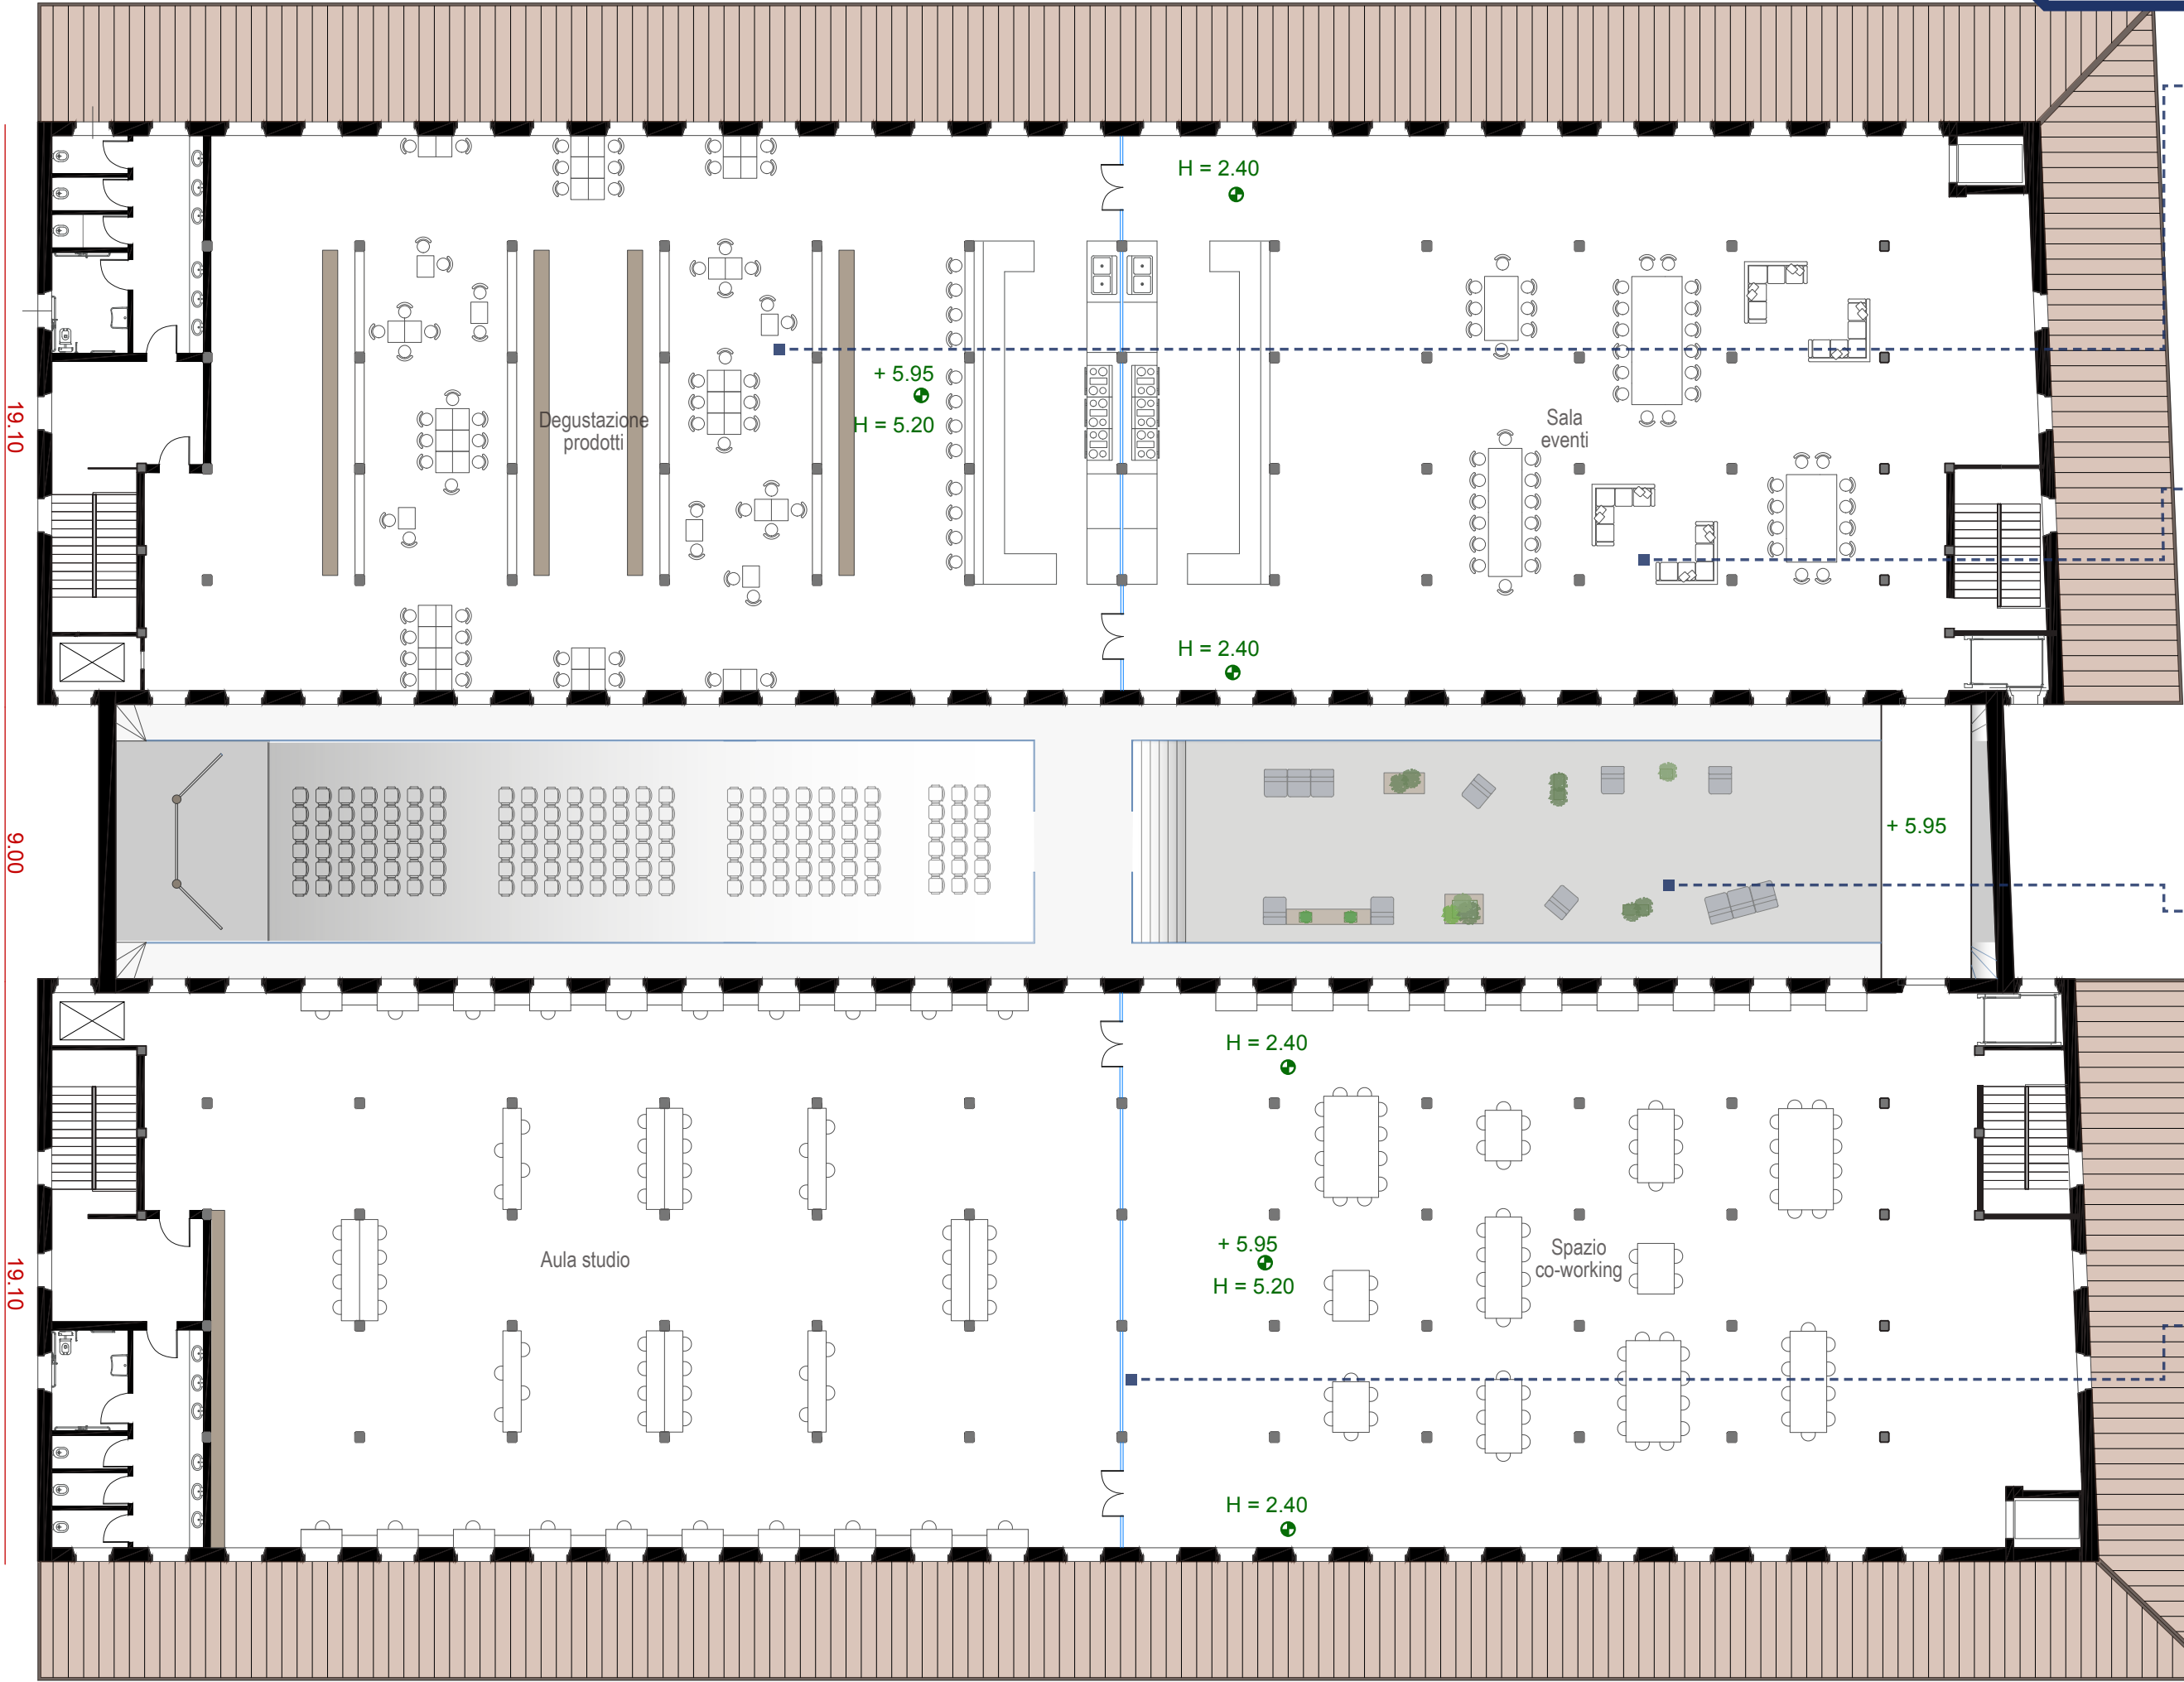 H = 2.40
19.10
+ 5.95
H = 5.20
Degustazione
prodotti
Sala
eventi
H = 2.40
9.00
+ 5.95
H = 2.40
19.10
Aula studio
+ 5.95
H = 5.20
Spazio
co-working
H = 2.40